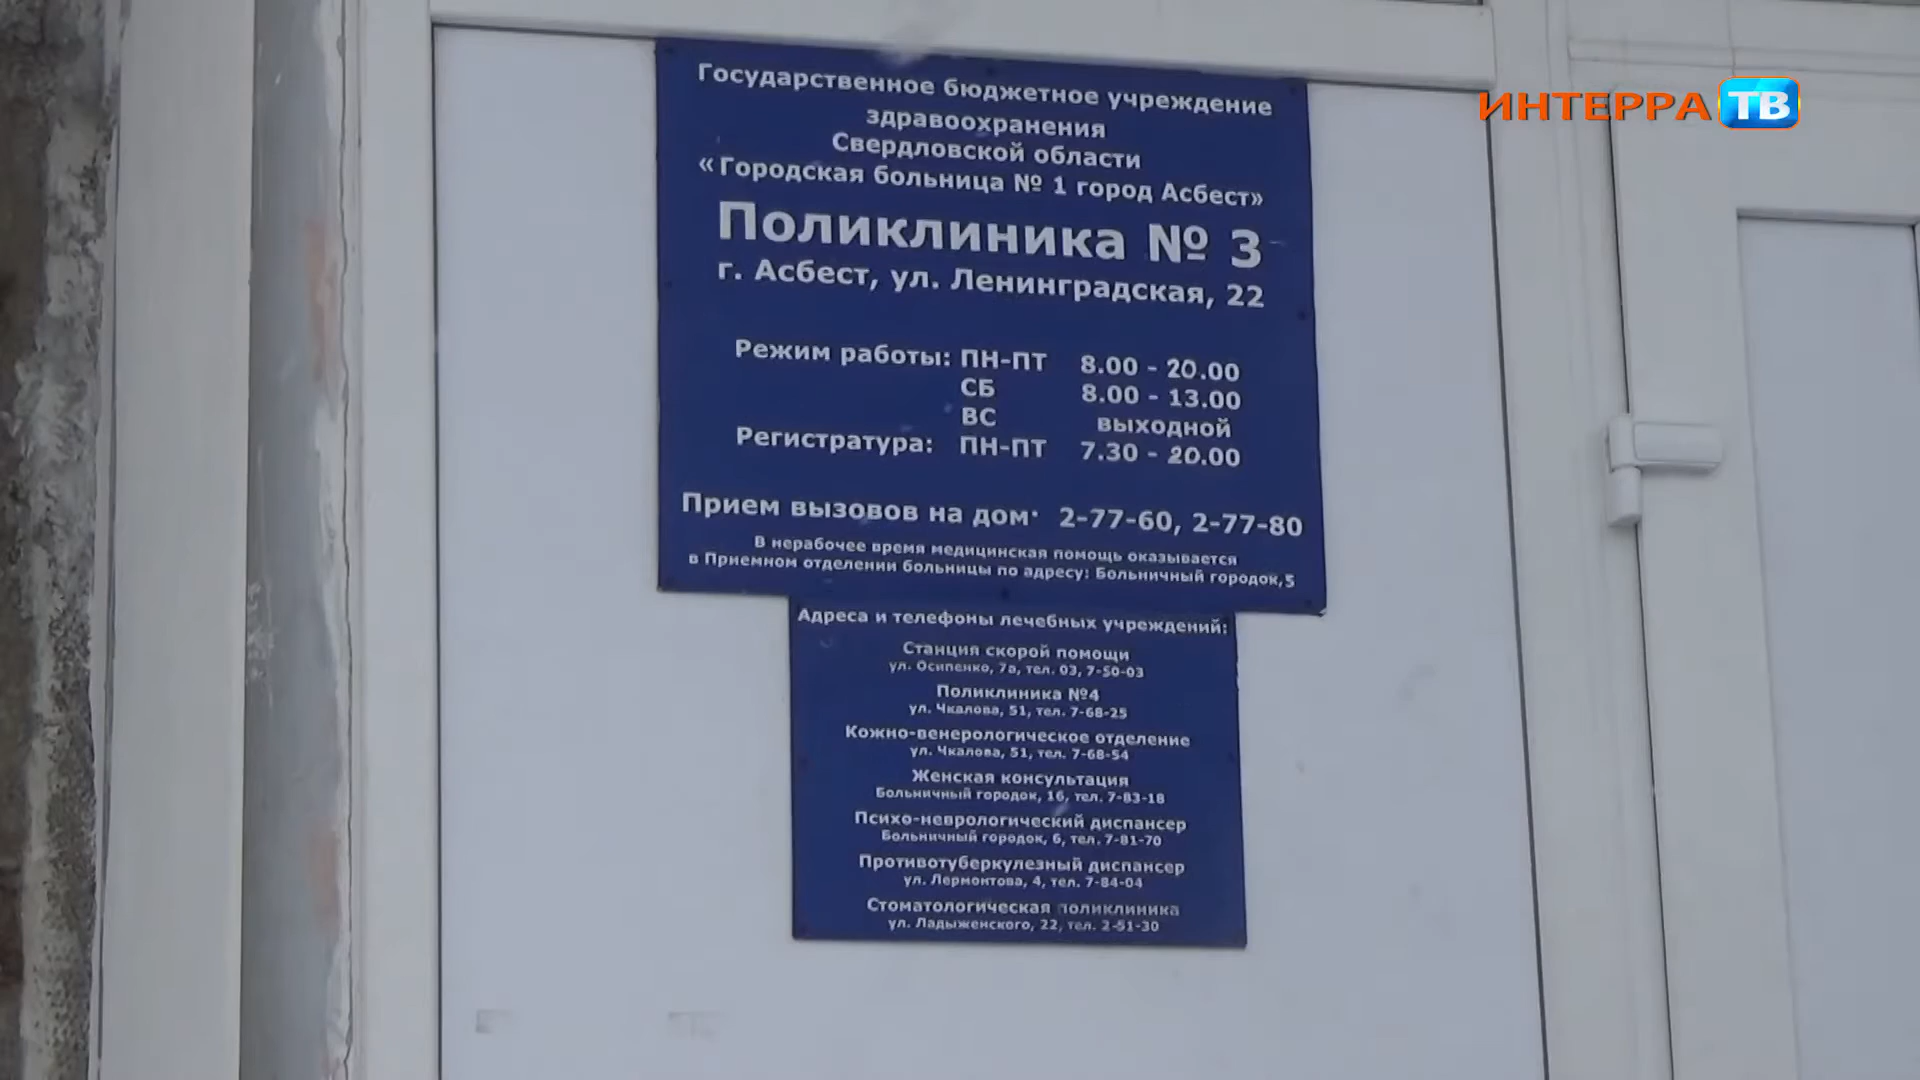 ИНТЕРРА ТВ
Государственное бюджетное учреждение
здравоохранения
Свердловской области
«Городская больница № 1 город Асбест»
Поликлиника № 3
г. Асбест, ул. Ленинградская, 22
Режим работы: ПН-ПТ 8.00 - 20.00
СБ 8.00 - 13.00
ВС выходной
Регистратура: ПН-ПТ 7.30 - 20.00
Прием вызовов на дом· 2-77-60, 2-77-80
В нерабочее время медицинская помощь оказывается
в Приемном отделении больницы по адресу: Больничный городок,5
Адреса и телефоны лечебных учреждений:
Станция скорой помощи
ул. Осипенко, 7а, тел. 03, 7-50-03
Поликлиника №4
ул. Чкалова, 51, тел. 7-68-25
Кожно-венерологическое отделение
ул. Чкалова, 51, тел. 7-68-54
Женская консультация
Больничный городок, 16, тел. 7-83-18
Психо-неврологический диспансер
Больничный городок, 6, тел. 7-81-70
Противотуберкулезный диспансер
ул. Лермонтова, 4, тел. 7-84-04
Стоматологическая поликлиника
ул. Ладыженского, 22, тел. 2-51-30